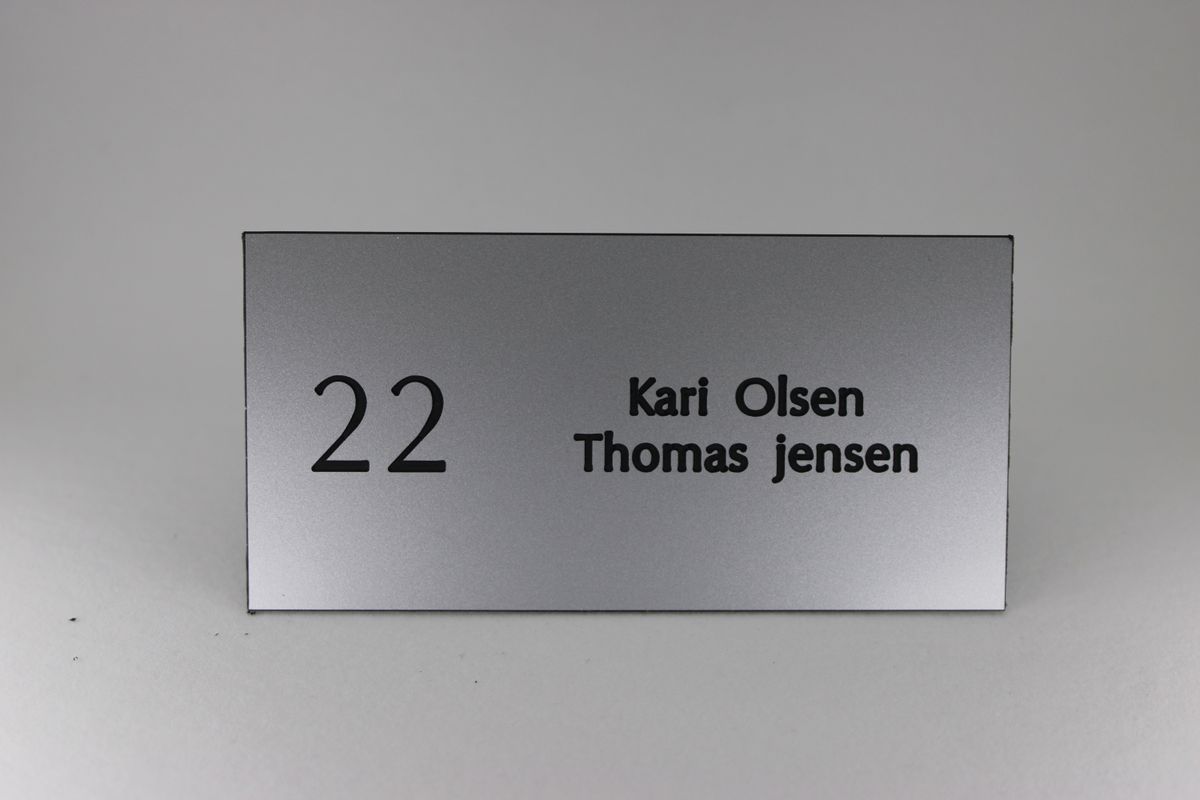 22
Kari Olsen
Thomas jensen